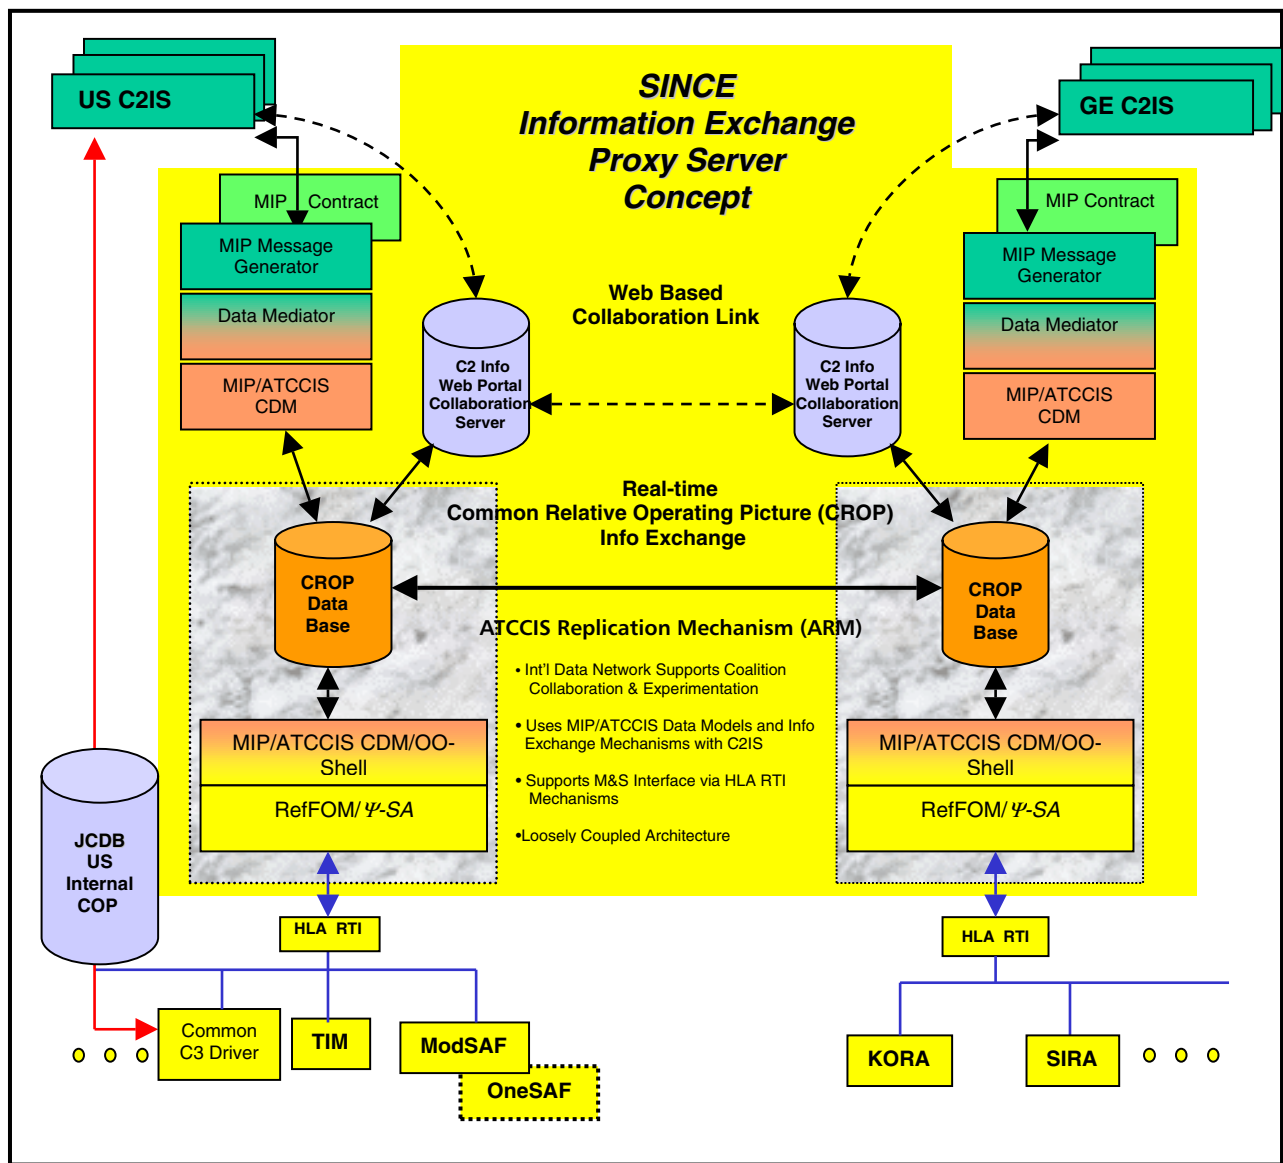 SINCE
Information Exchange
Proxy Server
Concept
US C2IS
GE C2IS
MIP Contract
MIP Message
Generator
Data Mediator
MIP/ATCCIS
CDM
MIP Contract
MIP Message
Generator
Data Mediator
MIP/ATCCIS
CDM
Web Based
Collaboration Link
C2 Info
Web Portal
Collaboration
Server
C2 Info
Web Portal
Collaboration
Server
Real-time
Common Relative Operating Picture (CROP)
Info Exchange
CROP
Data
Base
CROP
Data
Base
ATCCIS Replication Mechanism (ARM)
• Int'l Data Network Supports Coalition
Collaboration & Experimentation
• Uses MIP/ATCCIS Data Models and Info
Exchange Mechanisms with C2IS
• Supports M&S Interface via HLA RTI
Mechanisms
•Loosely Coupled Architecture
MIP/ATCCIS CDM/OO-
Shell
RefFOM/Ψ-SA
MIP/ATCCIS CDM/OO-
Shell
RefFOM/Ψ-SA
JCDB
US
Internal
COP
HLA RTI
HLA RTI
Common
C3 Driver
TIM
ModSAF
OneSAF
KORA
SIRA